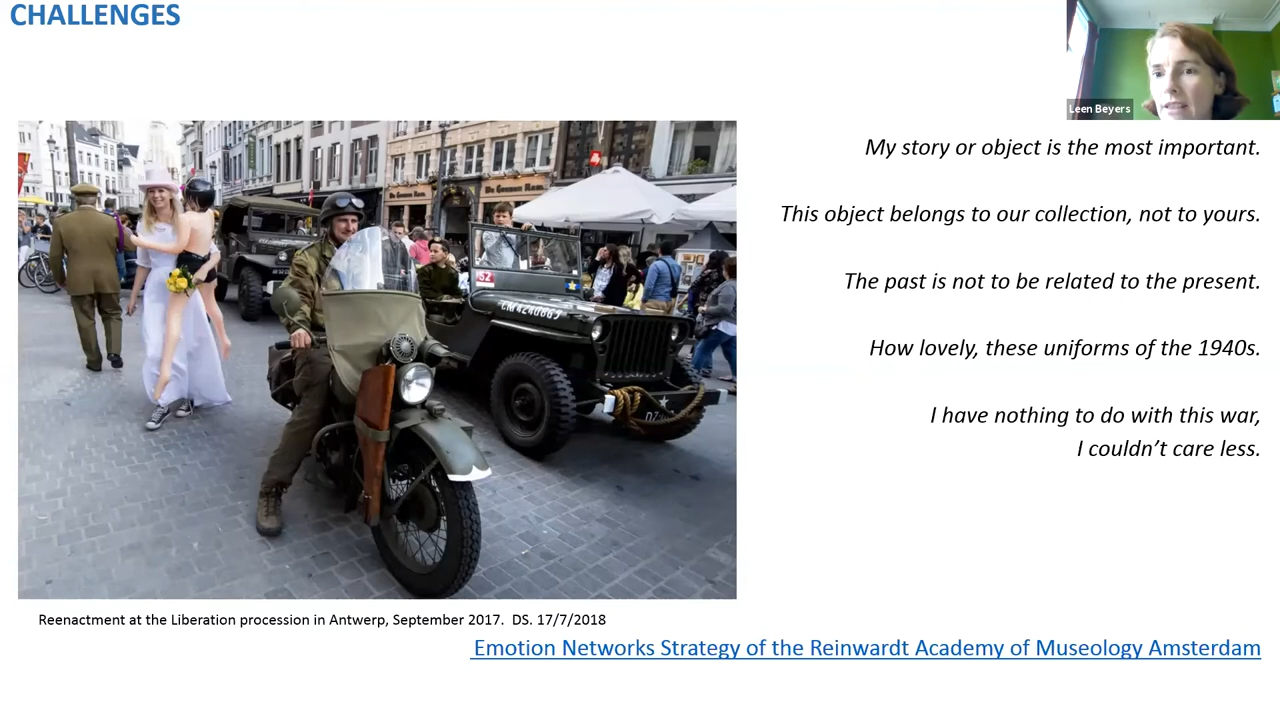 CHALLENGES
Leen Beyers
My story or object is the most important.
This object belongs to our collection, not to yours.
The past is not to be related to the present.
How lovely, these uniforms of the 1940s.
I have nothing to do with this war,
I couldn't care less.
52
Reenactment at the Liberation procession in Antwerp, September 2017. DS. 17/7/2018
Emotion Networks Strategy of the Reinwardt Academy of Museology Amsterdam